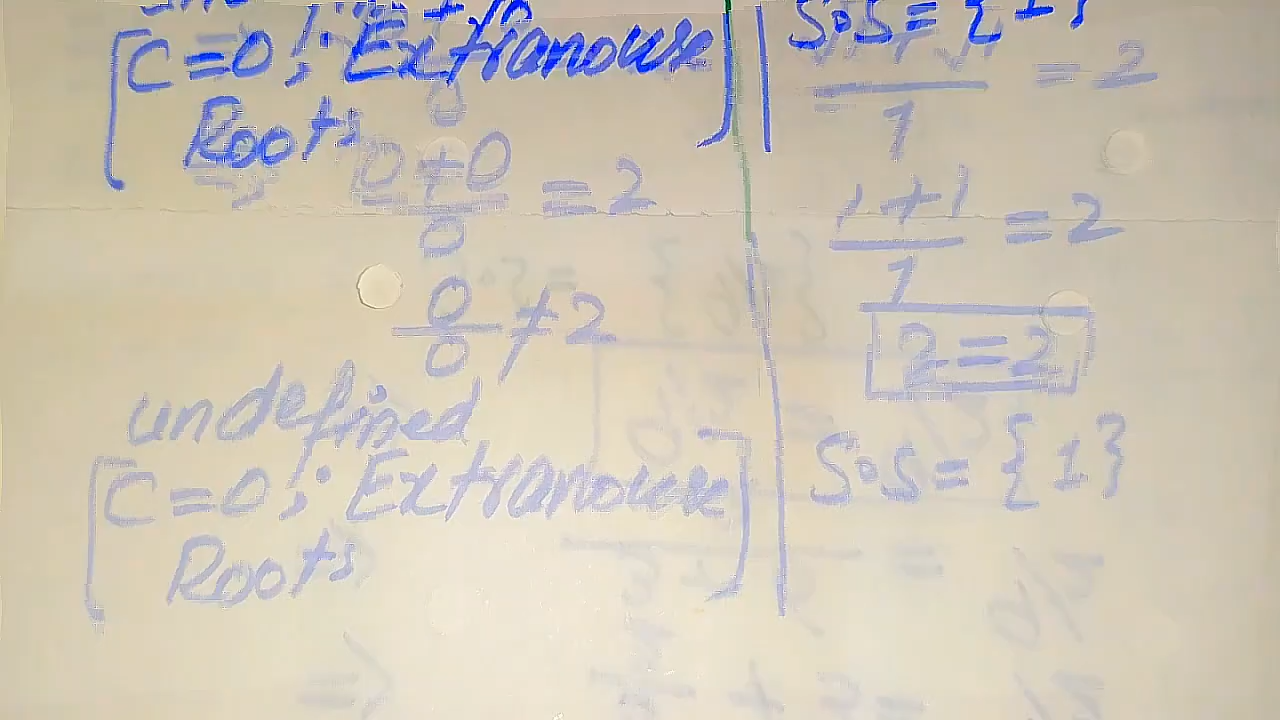 [C=0; Extranouse
Roots]
S.S= {1}
= 2
1
0+0/0 = 2
0/0 ≠ 2
undefined
[C=0; Extranouse
Roots]
1+1/1 = 2
2=2
S.S= {1}